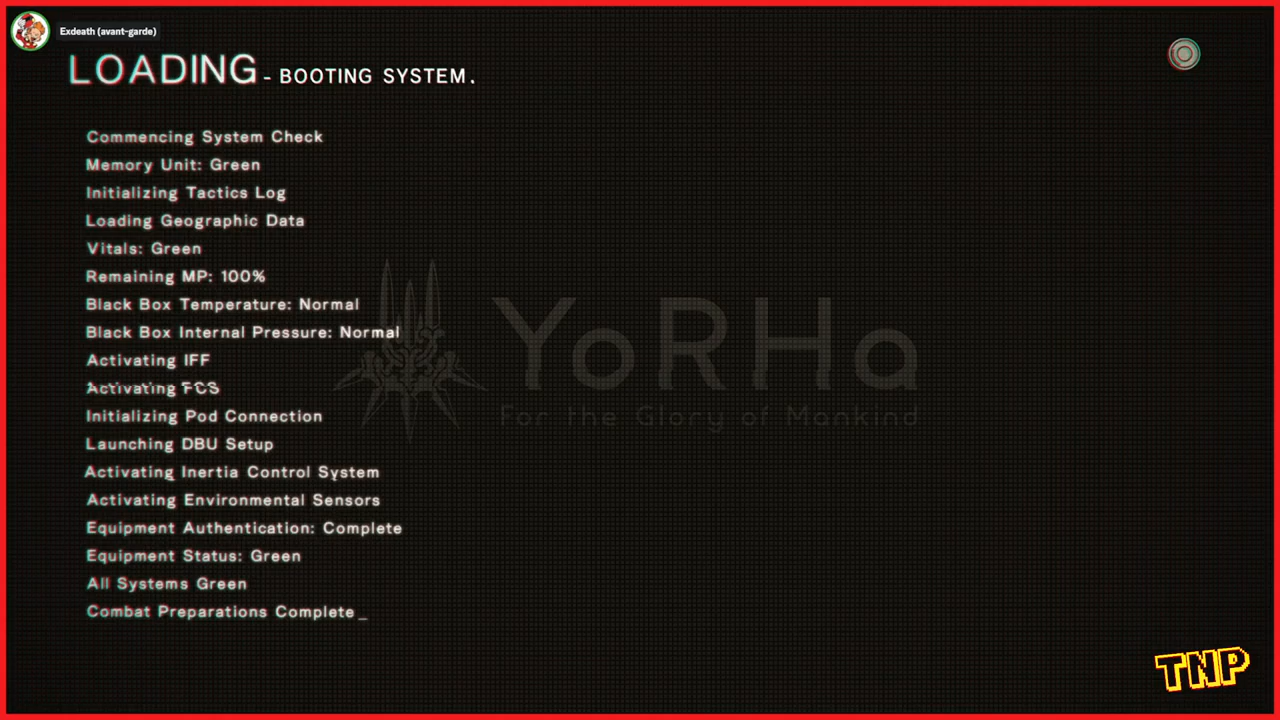 Exdeath (avant-garde)
LOADING - BOOTING SYSTEM.
Commencing System Check
Memory Unit: Green
Initializing Tactics Log
Loading Geographic Data
Vitals: Green
Remaining MP: 100%
Black Box Temperature: Normal
Black Box Internal Pressure: Normal
Activating IFF
Activating FCS
Initializing Pod Connection
Launching DBU Setup
Activating Inertia Control System
Activating Environmental Sensors
Equipment Authentication: Complete
Equipment Status: Green
All Systems Green
Combat Preparations Complete _
YoRHa
For the Glory of Mankind
TNP